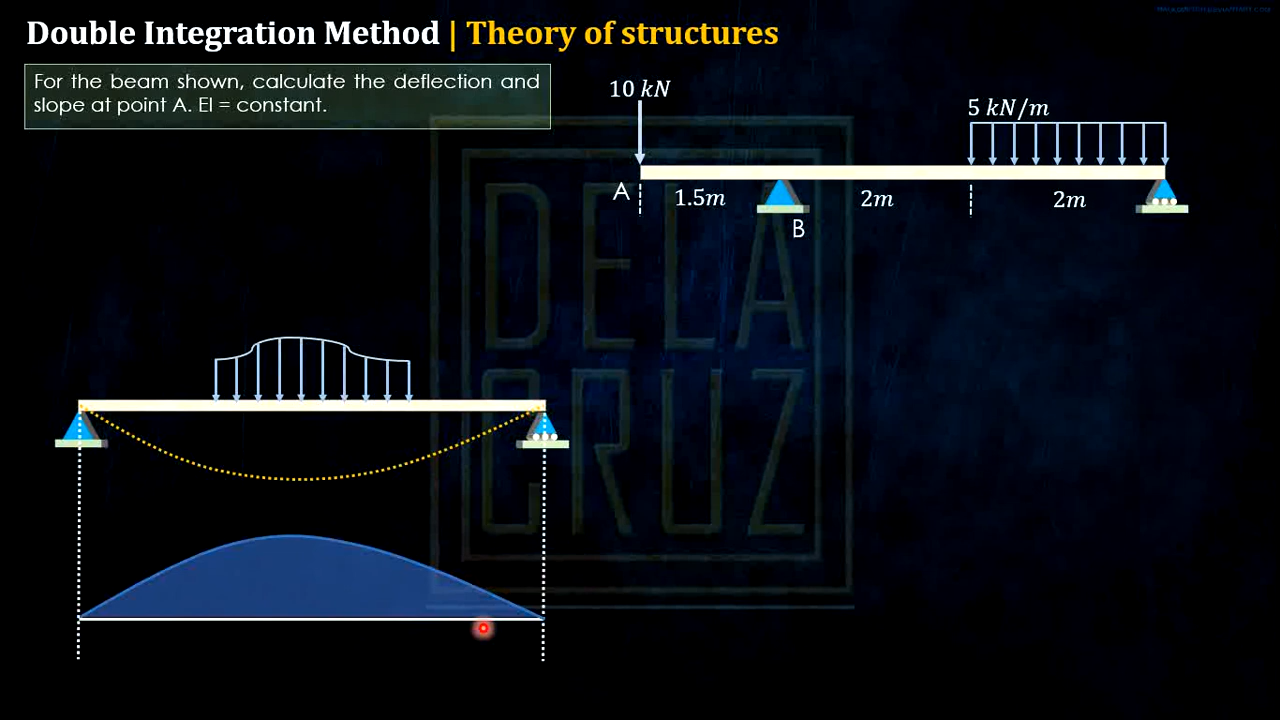 Double Integration Method | Theory of structures
For the beam shown, calculate the deflection and
slope at point A. EI = constant.
10 kN
5 kN/m
A
1.5m
2m
2m
B
DELA
CRUZ